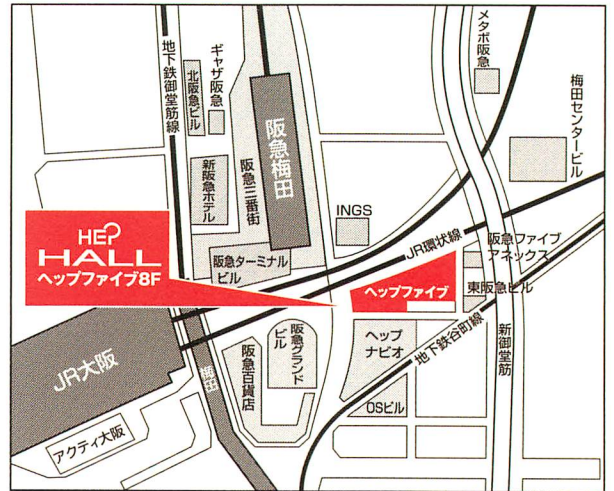 メタボ阪急
ギャザ阪急
地下鉄御堂筋線
北阪急ビル
梅田センタービル
阪急梅田
新阪急ホテル
阪急三番街
INGS
HEP
HALL
ヘップファイブ8F
JR環状線
阪急ファイブ
アネックス
阪急ターミナル
ビル
ヘップファイブ
東阪急ビル
新御堂筋
JR大阪
梅田
阪急百貨店
阪急グランド
ビル
ヘップ
ナビオ
地下鉄谷町線
OSビル
アクティ大阪